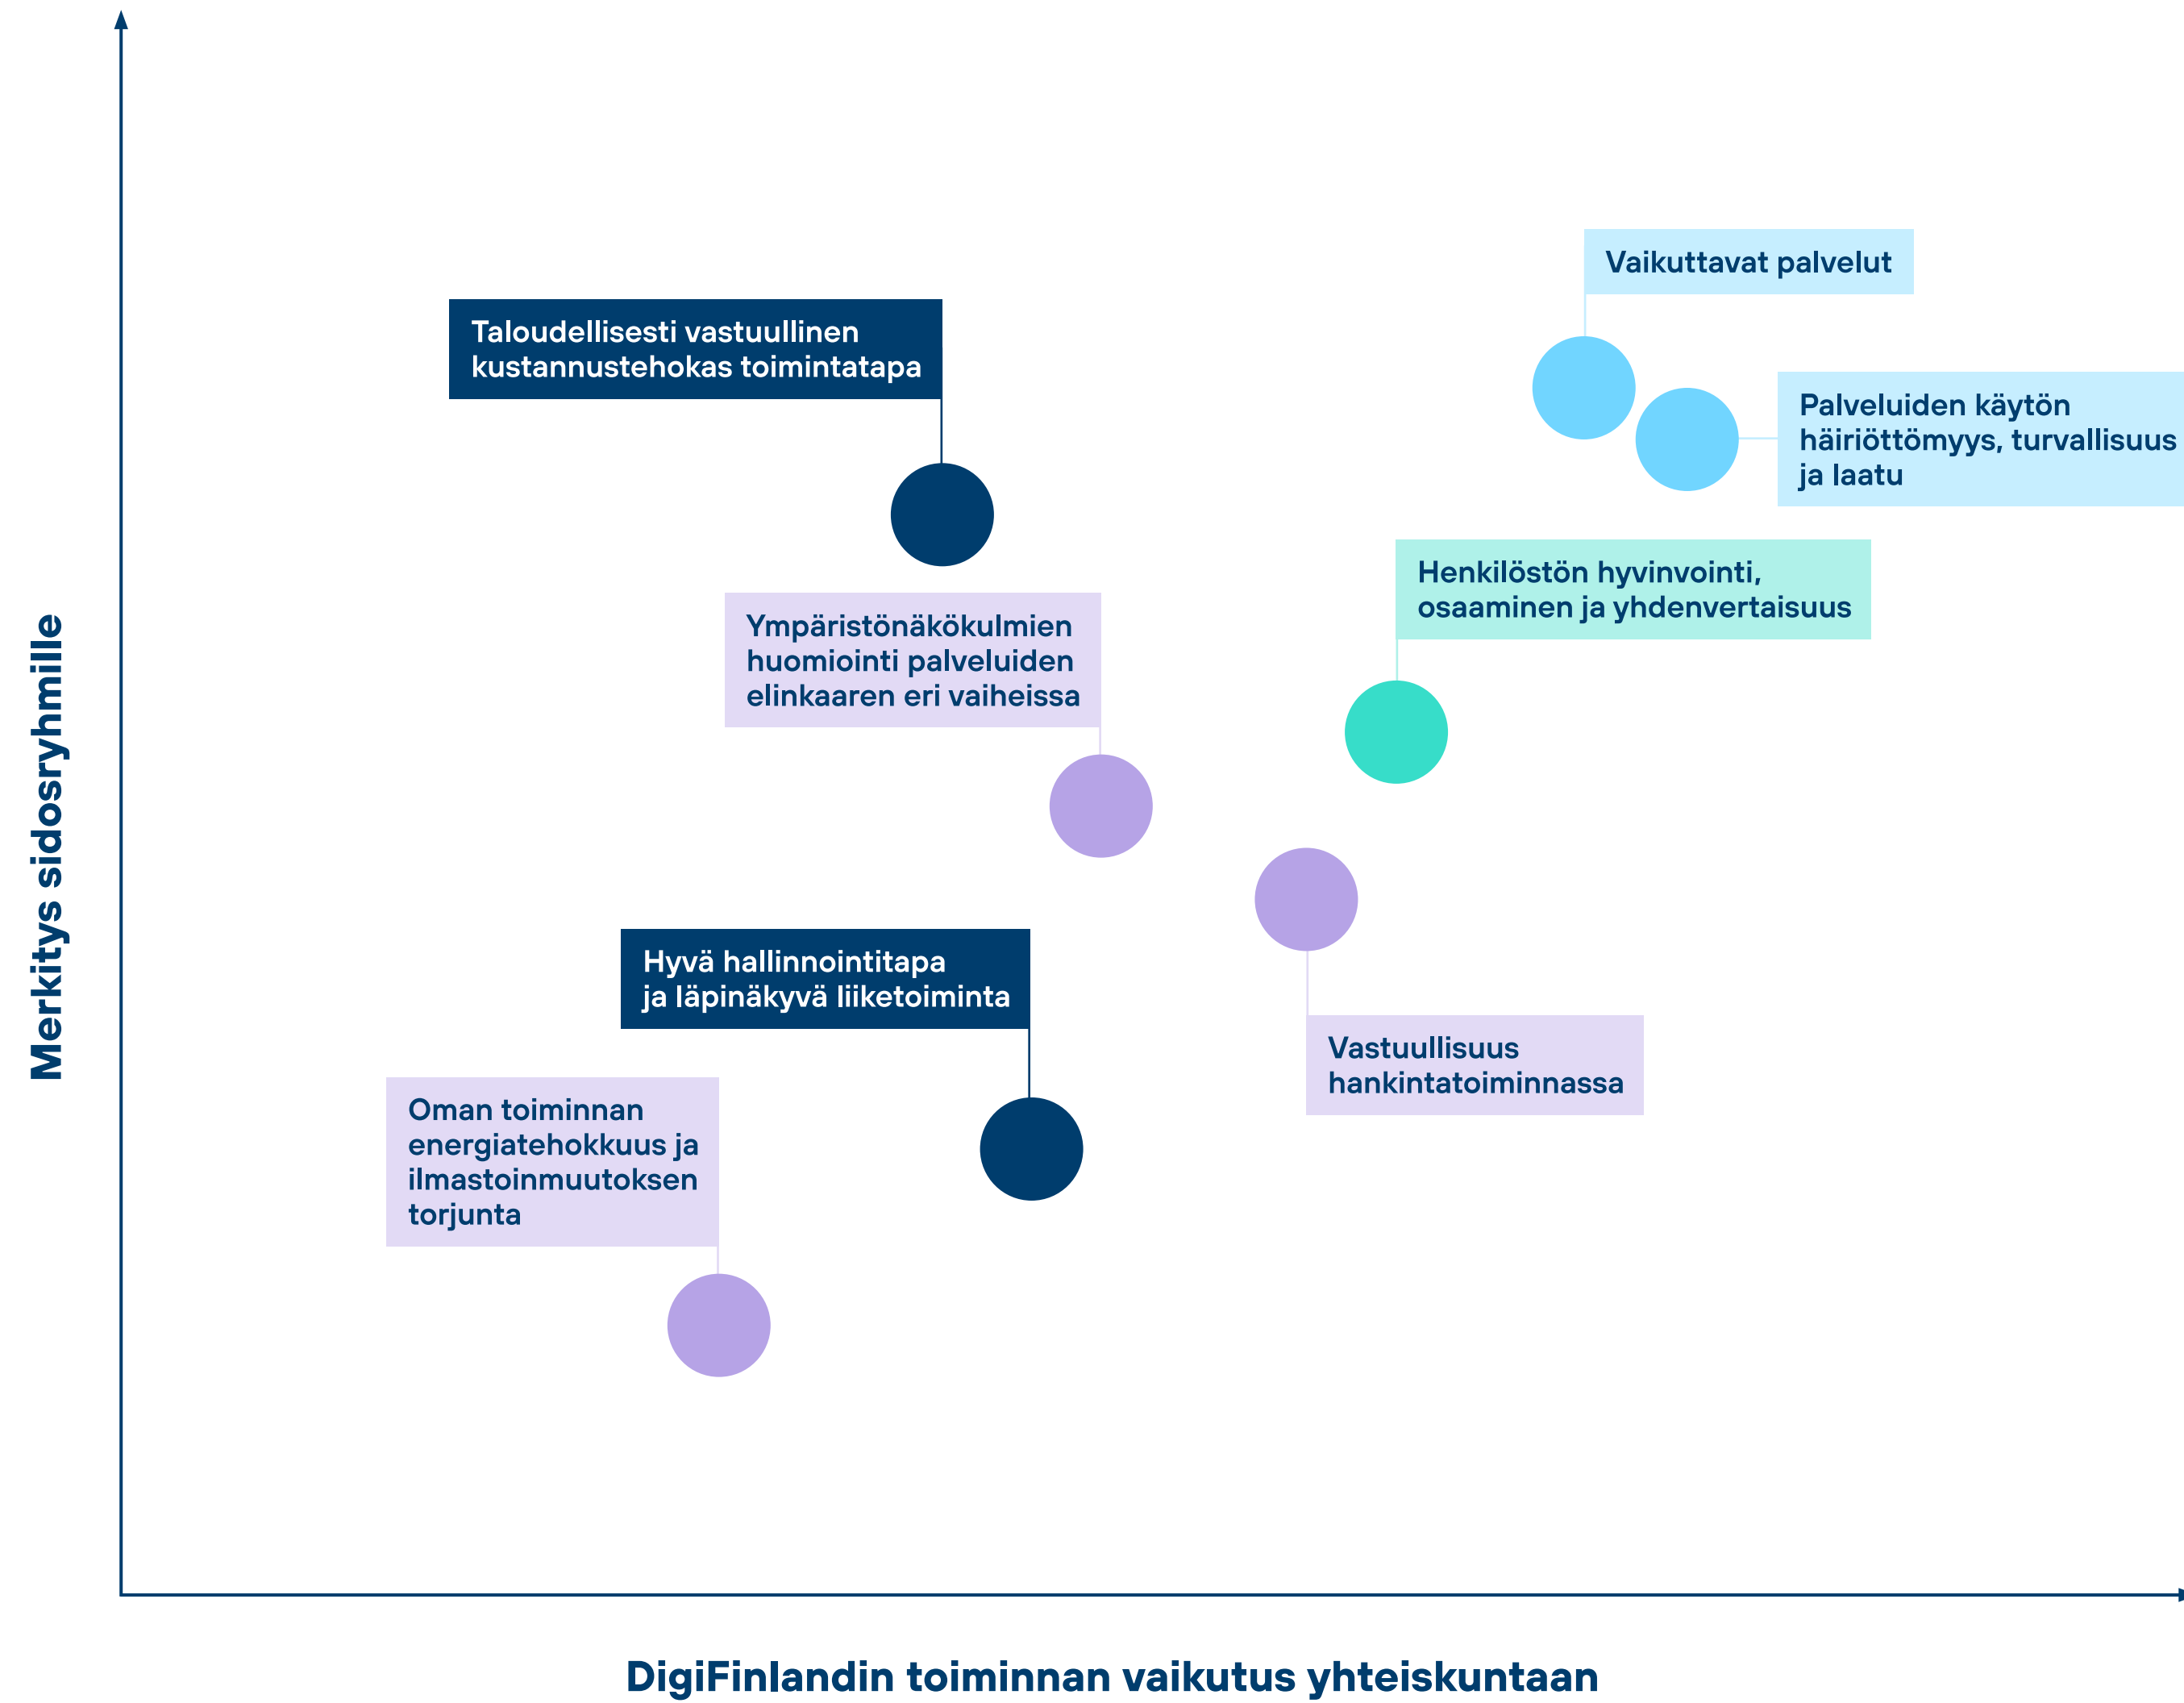 Merkitys sidosryhmille
Vaikuttavat palvelut
Taloudellisesti vastuullinen
kustannustehokas toimintatapa
Palveluiden käytön
häiriöttömyys, turvallisuus
ja laatu
Henkilöstön hyvinvointi,
osaaminen ja yhdenvertaisuus
Ympäristönäkökulmien
huomiointi palveluiden
elinkaaren eri vaiheissa
Hyvä hallinnointitapa
ja läpinäkyvä liiketoiminta
Vastuullisuus
hankintatoiminnassa
Oman toiminnan
energiatehokkuus ja
ilmastoinmuutoksen
torjunta
DigiFinlandin toiminnan vaikutus yhteiskuntaan